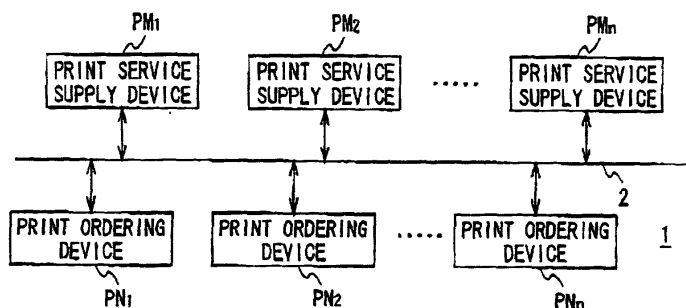 PM1 PM2 PMn
PRINT SERVICE SUPPLY DEVICE
PRINT SERVICE SUPPLY DEVICE
.....
PRINT SERVICE SUPPLY DEVICE
2
1
PRINT ORDERING DEVICE
PRINT ORDERING DEVICE
.....
PRINT ORDERING DEVICE
PN1 PN2 PNn